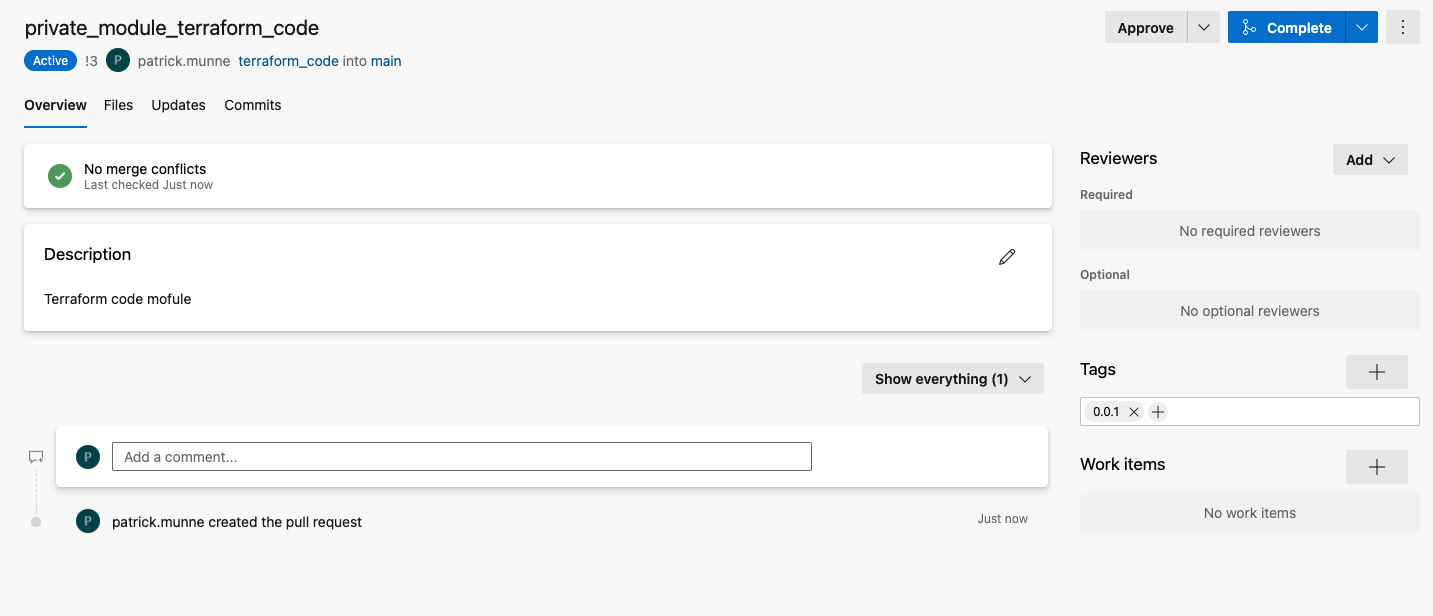 private_module_terraform_code
Approve
Complete
Active !3 P patrick.munne terraform_code into main
Overview Files Updates Commits
No merge conflicts
Last checked Just now
Description
Terraform code mofule
Show everything (1)
P Add a comment...
P patrick.munne created the pull request Just now
Reviewers Add
Required
No required reviewers
Optional
No optional reviewers
Tags
0.0.1
Work items
No work items